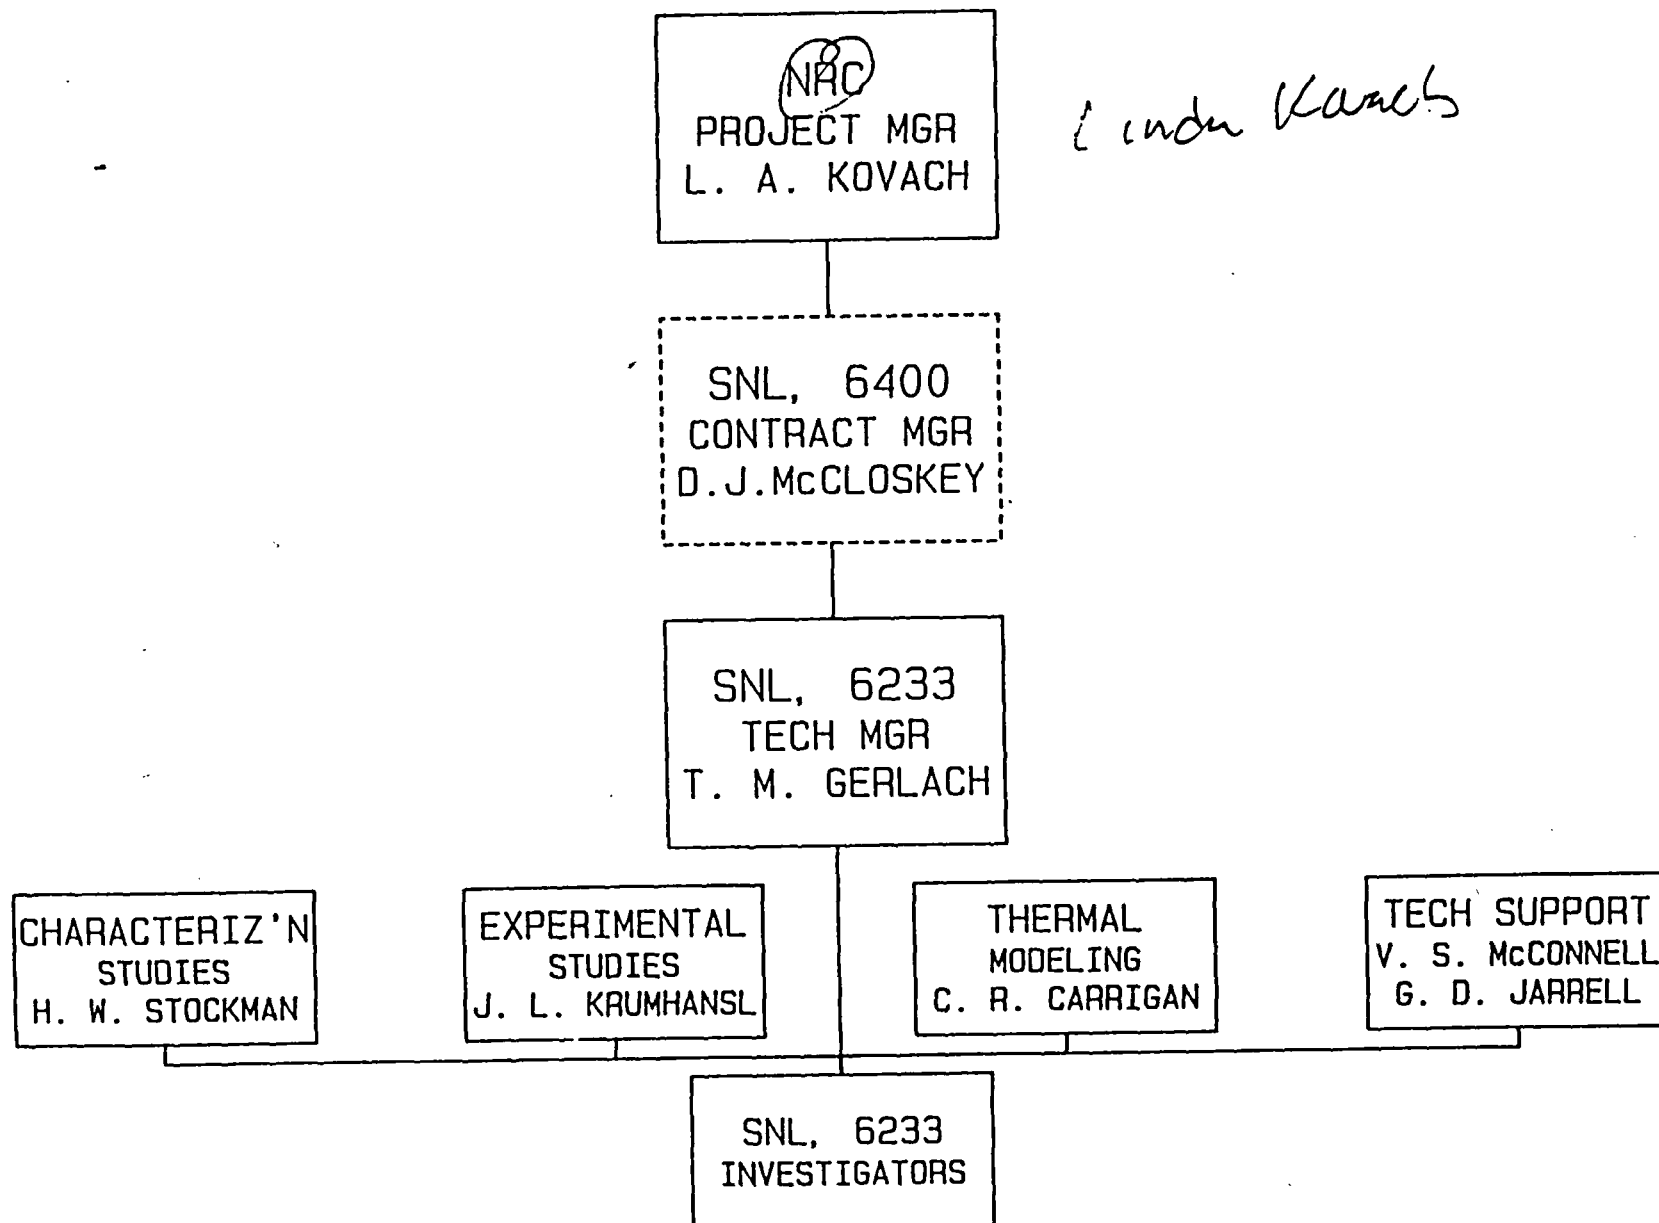 NRC
PROJECT MGR
L. A. KOVACH
Linda Kovach
SNL, 6400
CONTRACT MGR
D.J.McCLOSKEY
SNL, 6233
TECH MGR
T. M. GERLACH
CHARACTERIZ'N
STUDIES
H. W. STOCKMAN
EXPERIMENTAL
STUDIES
J. L. KRUMHANSL
THERMAL
MODELING
C. R. CARRIGAN
TECH SUPPORT
V. S. McCONNELL
G. D. JARRELL
SNL, 6233
INVESTIGATORS